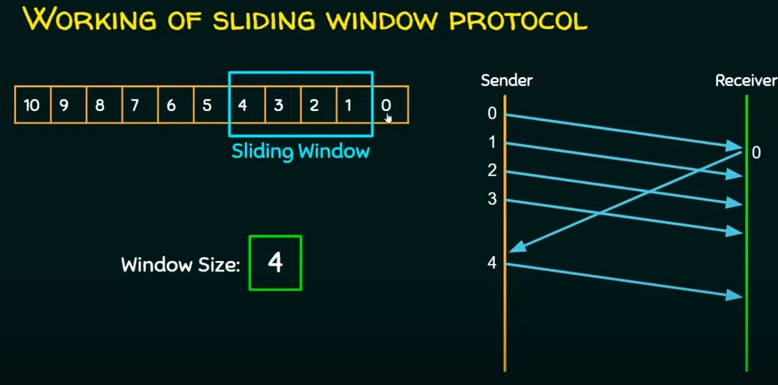 WORKING OF SLIDING WINDOW PROTOCOL
10 9 8 7 6 5 4 3 2 1 0
Sliding Window
Window Size: 4
Sender Receiver
0
1
0
2
3
4